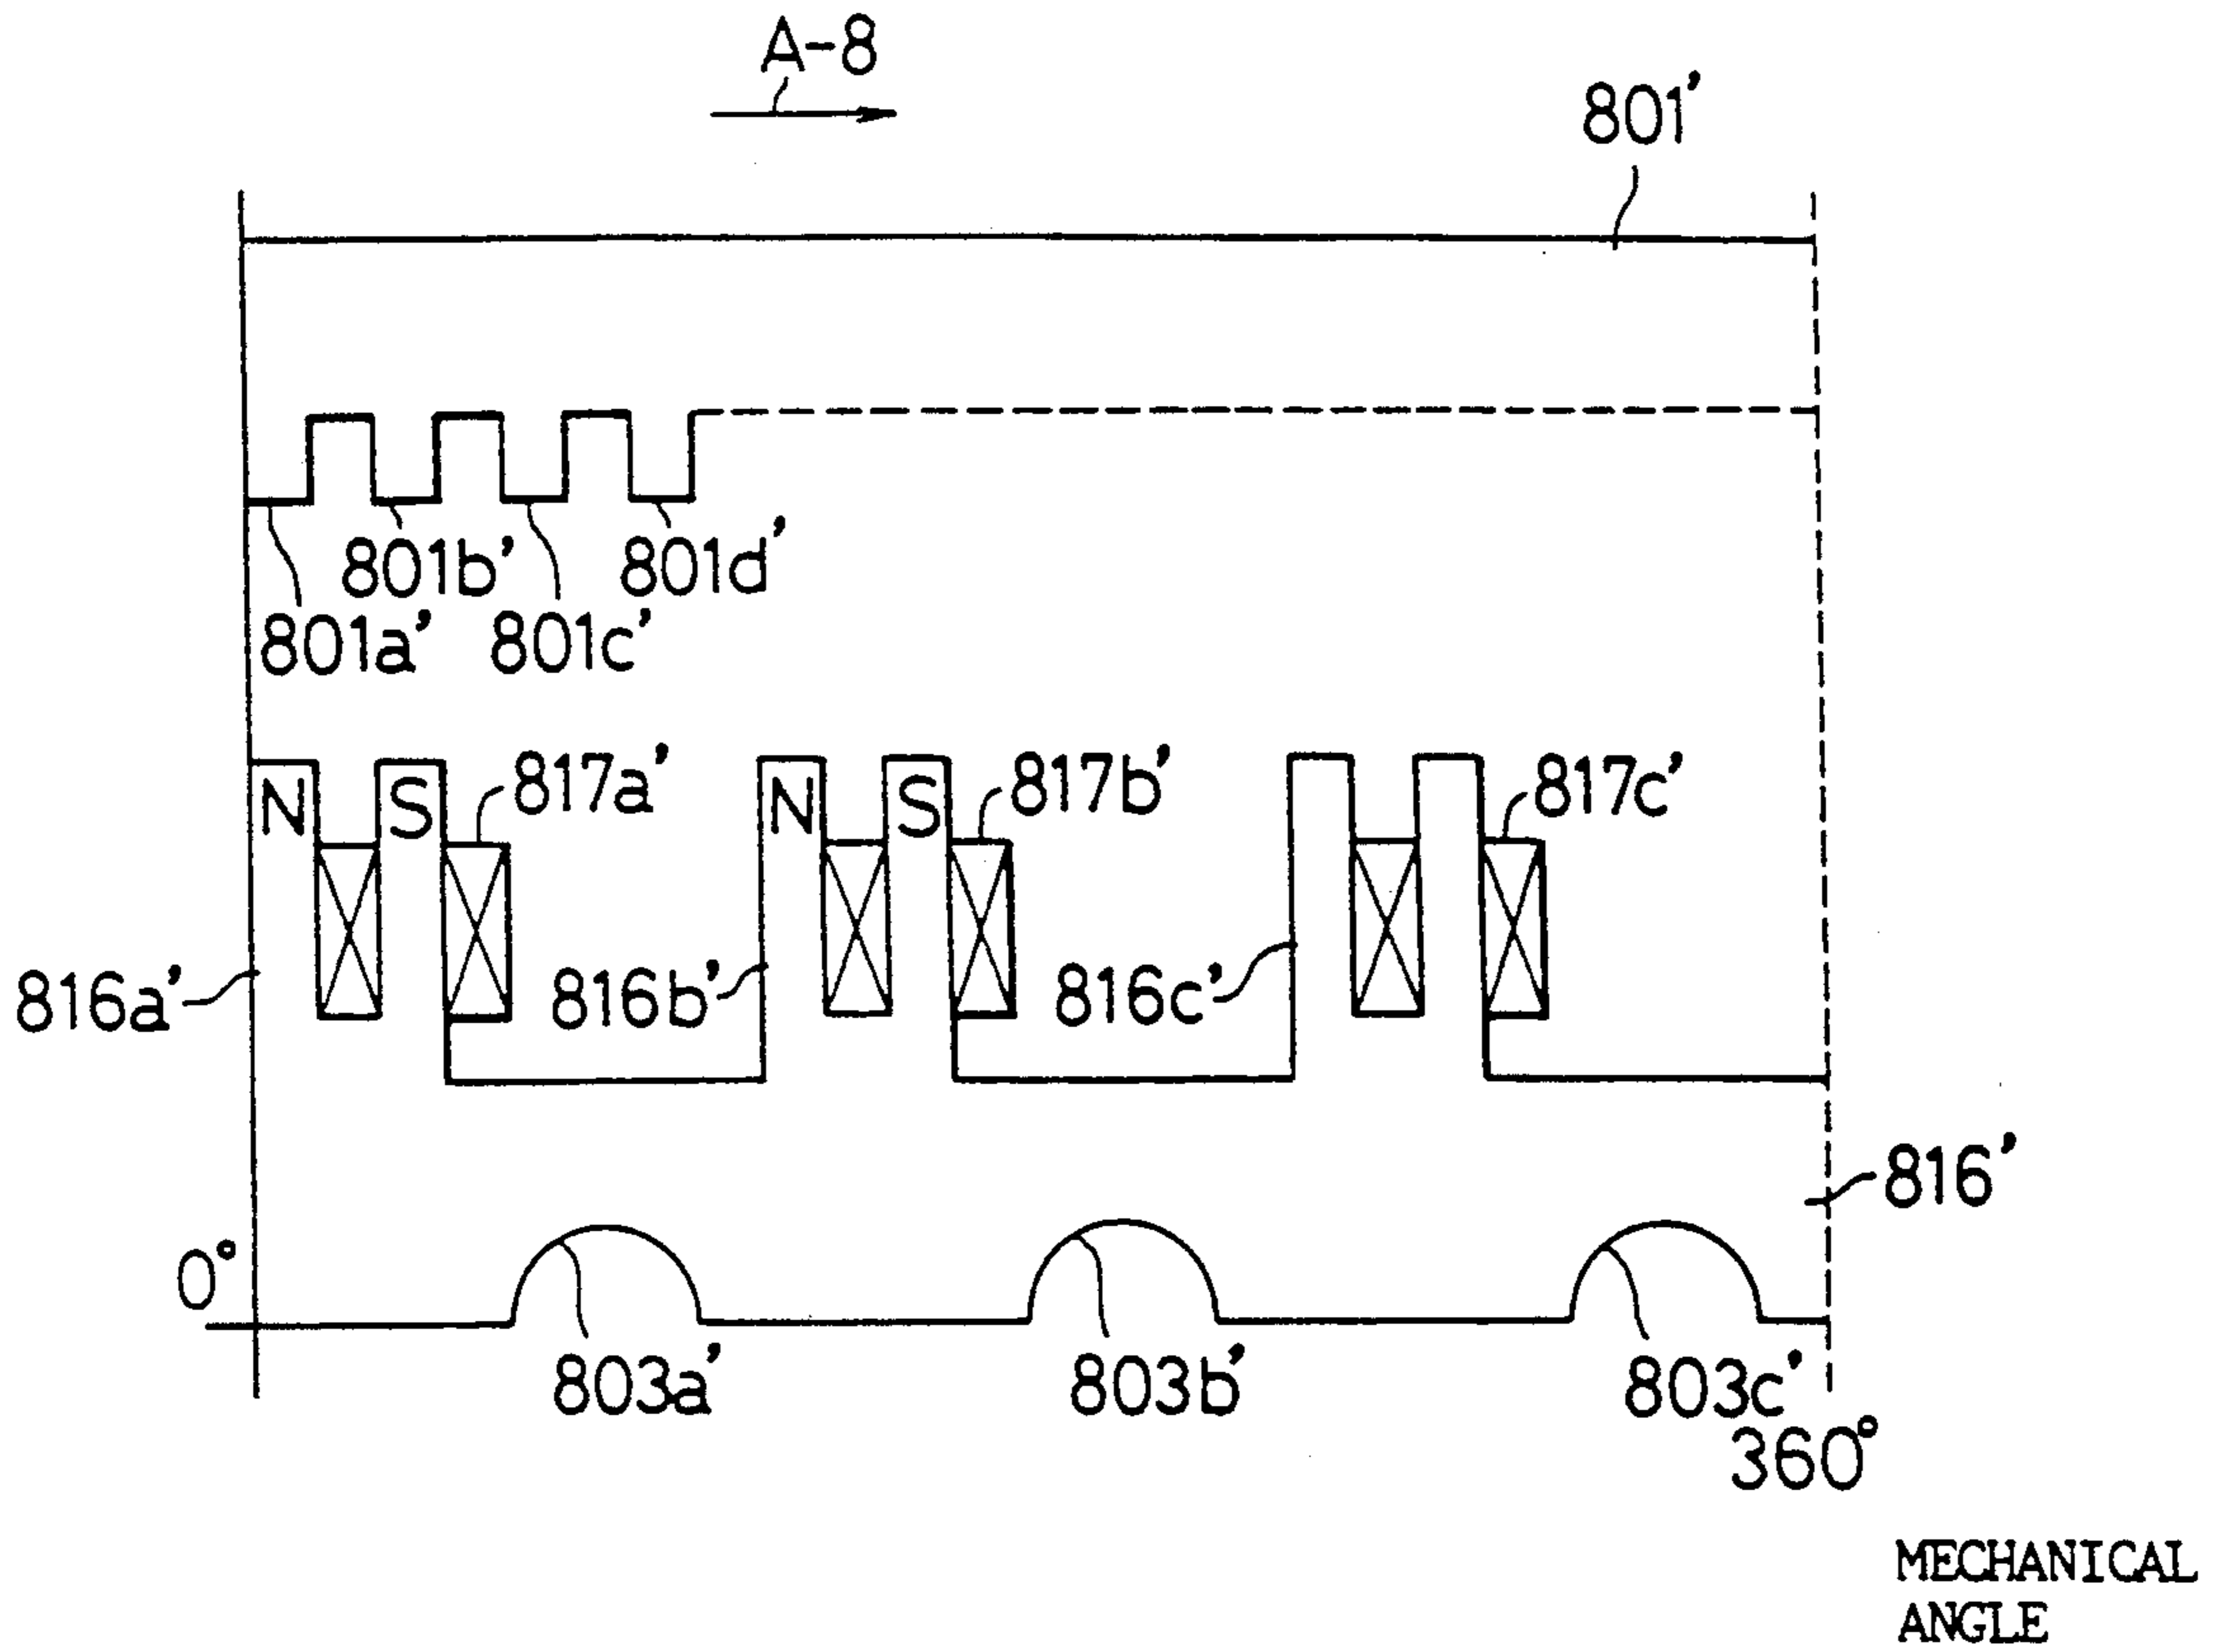 A-8
801'
801b'
801d'
801a'
801c'
N
S
817a'
N
S
817b'
817c'
816a'
816b'
816c'
816'
0°
803a'
803b'
803c'
360°
MECHANICAL
ANGLE